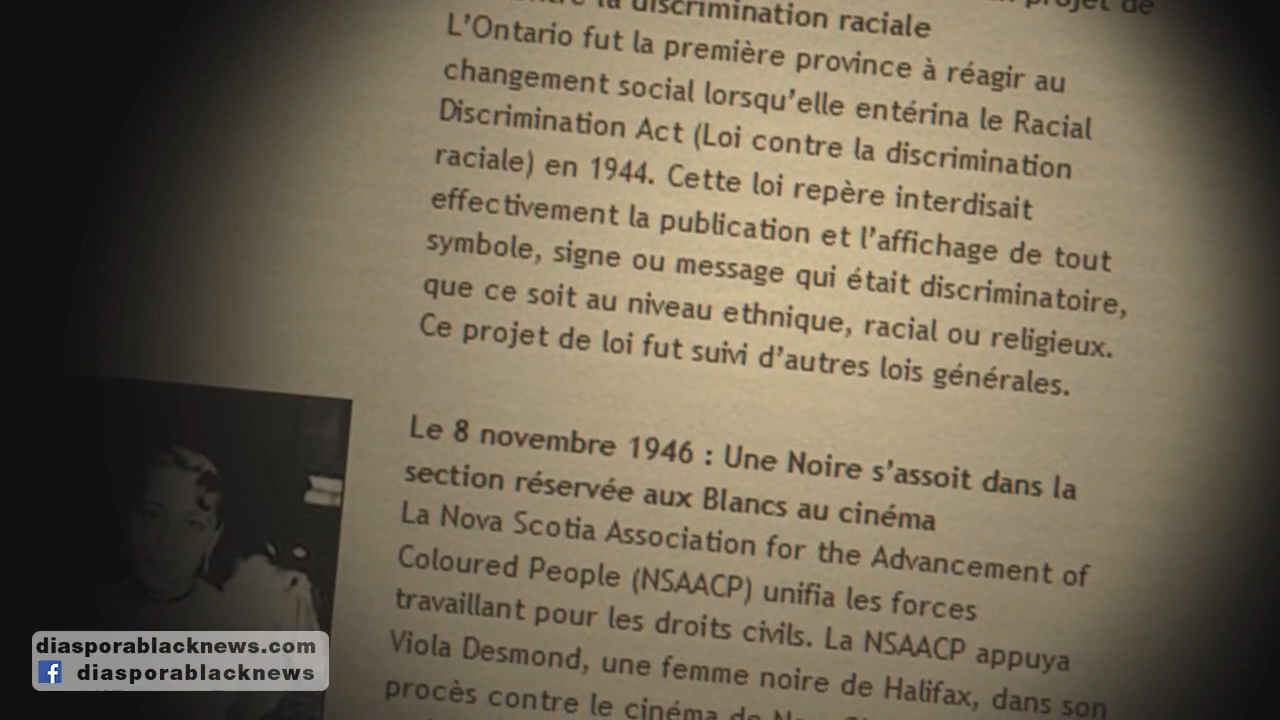 projet de
la discrimination raciale
L'Ontario fut la première province à réagir au
changement social lorsqu'elle entérina le Racial
Discrimination Act (Loi contre la discrimination
raciale) en 1944. Cette loi repère interdisait
effectivement la publication et l'affichage de tout
symbole, signe ou message qui était discriminatoire,
que ce soit au niveau ethnique, racial ou religieux.
Ce projet de loi fut suivi d'autres lois générales.
Le 8 novembre 1946 : Une Noire s'assoit dans la
section réservée aux Blancs au cinéma
La Nova Scotia Association for the Advancement of
Coloured People (NSAACP) unifia les forces
travaillant pour les droits civils. La NSAACP appuya
Viola Desmond, une femme noire de Halifax, dans son
procès contre le cinéma de
diasporablacknews.com
diasporablacknews